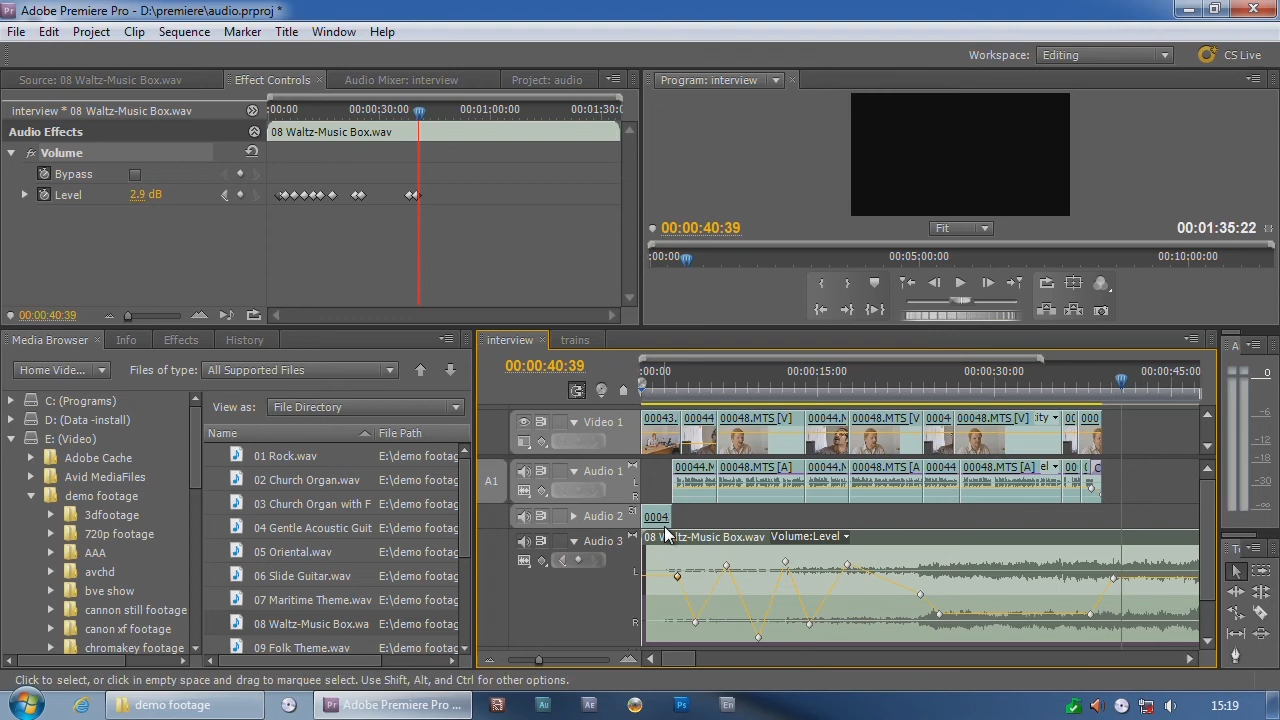 Adobe Premiere Pro - D:\premiere\audio.prproj *
File Edit Project Clip Sequence Marker Title Window Help
Workspace: Editing CS Live
Source: 08 Waltz-Music Box.wav Effect Controls Audio Mixer: interview Project: audio
Program: interview
interview * 08 Waltz-Music Box.wav
:00:00 00:00:30:00 00:01:00:00 00:01:30:0
Audio Effects
08 Waltz-Music Box.wav
fx Volume
Bypass
Level 2.9 dB
00:00:40:39
00:00:40:39 Fit 00:01:35:22
:00:00 00:05:00:00 00:10:00:00
Media Browser Info Effects History
Home Vide... Files of type: All Supported Files
C: (Programs)
D: (Data -install)
E: (Video)
Adobe Cache
Avid MediaFiles
demo footage
3dfootage
720p footage
AAA
avchd
bve show
cannon still footage
canon xf footage
chromakey footage
View as: File Directory
Name File Path
01 Rock.wav E:\demo footag
02 Church Organ.wav E:\demo footag
03 Church Organ with F E:\demo footag
04 Gentle Acoustic Guit E:\demo footag
05 Oriental.wav E:\demo footag
06 Slide Guitar.wav E:\demo footag
07 Maritime Theme.wav E:\demo footag
08 Waltz-Music Box.wa E:\demo footag
09 Folk Theme.wav E:\demo footag
interview trains
00:00:40:39
:00:00 00:00:15:00 00:00:30:00 00:00:45:00
Video 1
00043. 00044 00048.MTS [V] 00044.M 00048.MTS [V 0004 00048.MTS [V] ity 00 000
A1 Audio 1 L R
00044.M 00048.MTS [A] 00044.M 00048.MTS [A 00044 00048.MTS [A] el 00
Audio 2
0004
Audio 3
08 W ltz-Music Box.wav Volume:Level
L
R
A
0
-6
-12
-18
-30
Click to select, or click in empty space and drag to marquee select. Use Shift, Alt, and Ctrl for other options.
demo footage Pr Adobe Premiere Pro ... Au Ae Ps En 15:19